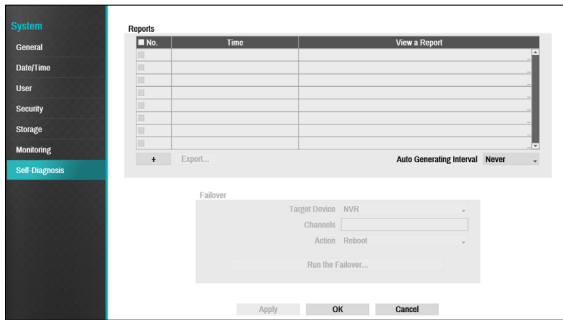 System
General
Date/Time
User
Security
Storage
Monitoring
Self-Diagnosis
Reports
No. Time View a Report
...
...
...
...
...
...
...
...
+ Export... Auto Generating Interval Never
Failover
Target Device NVR
Channels
Action Reboot
Run the Failover...
Apply OK Cancel